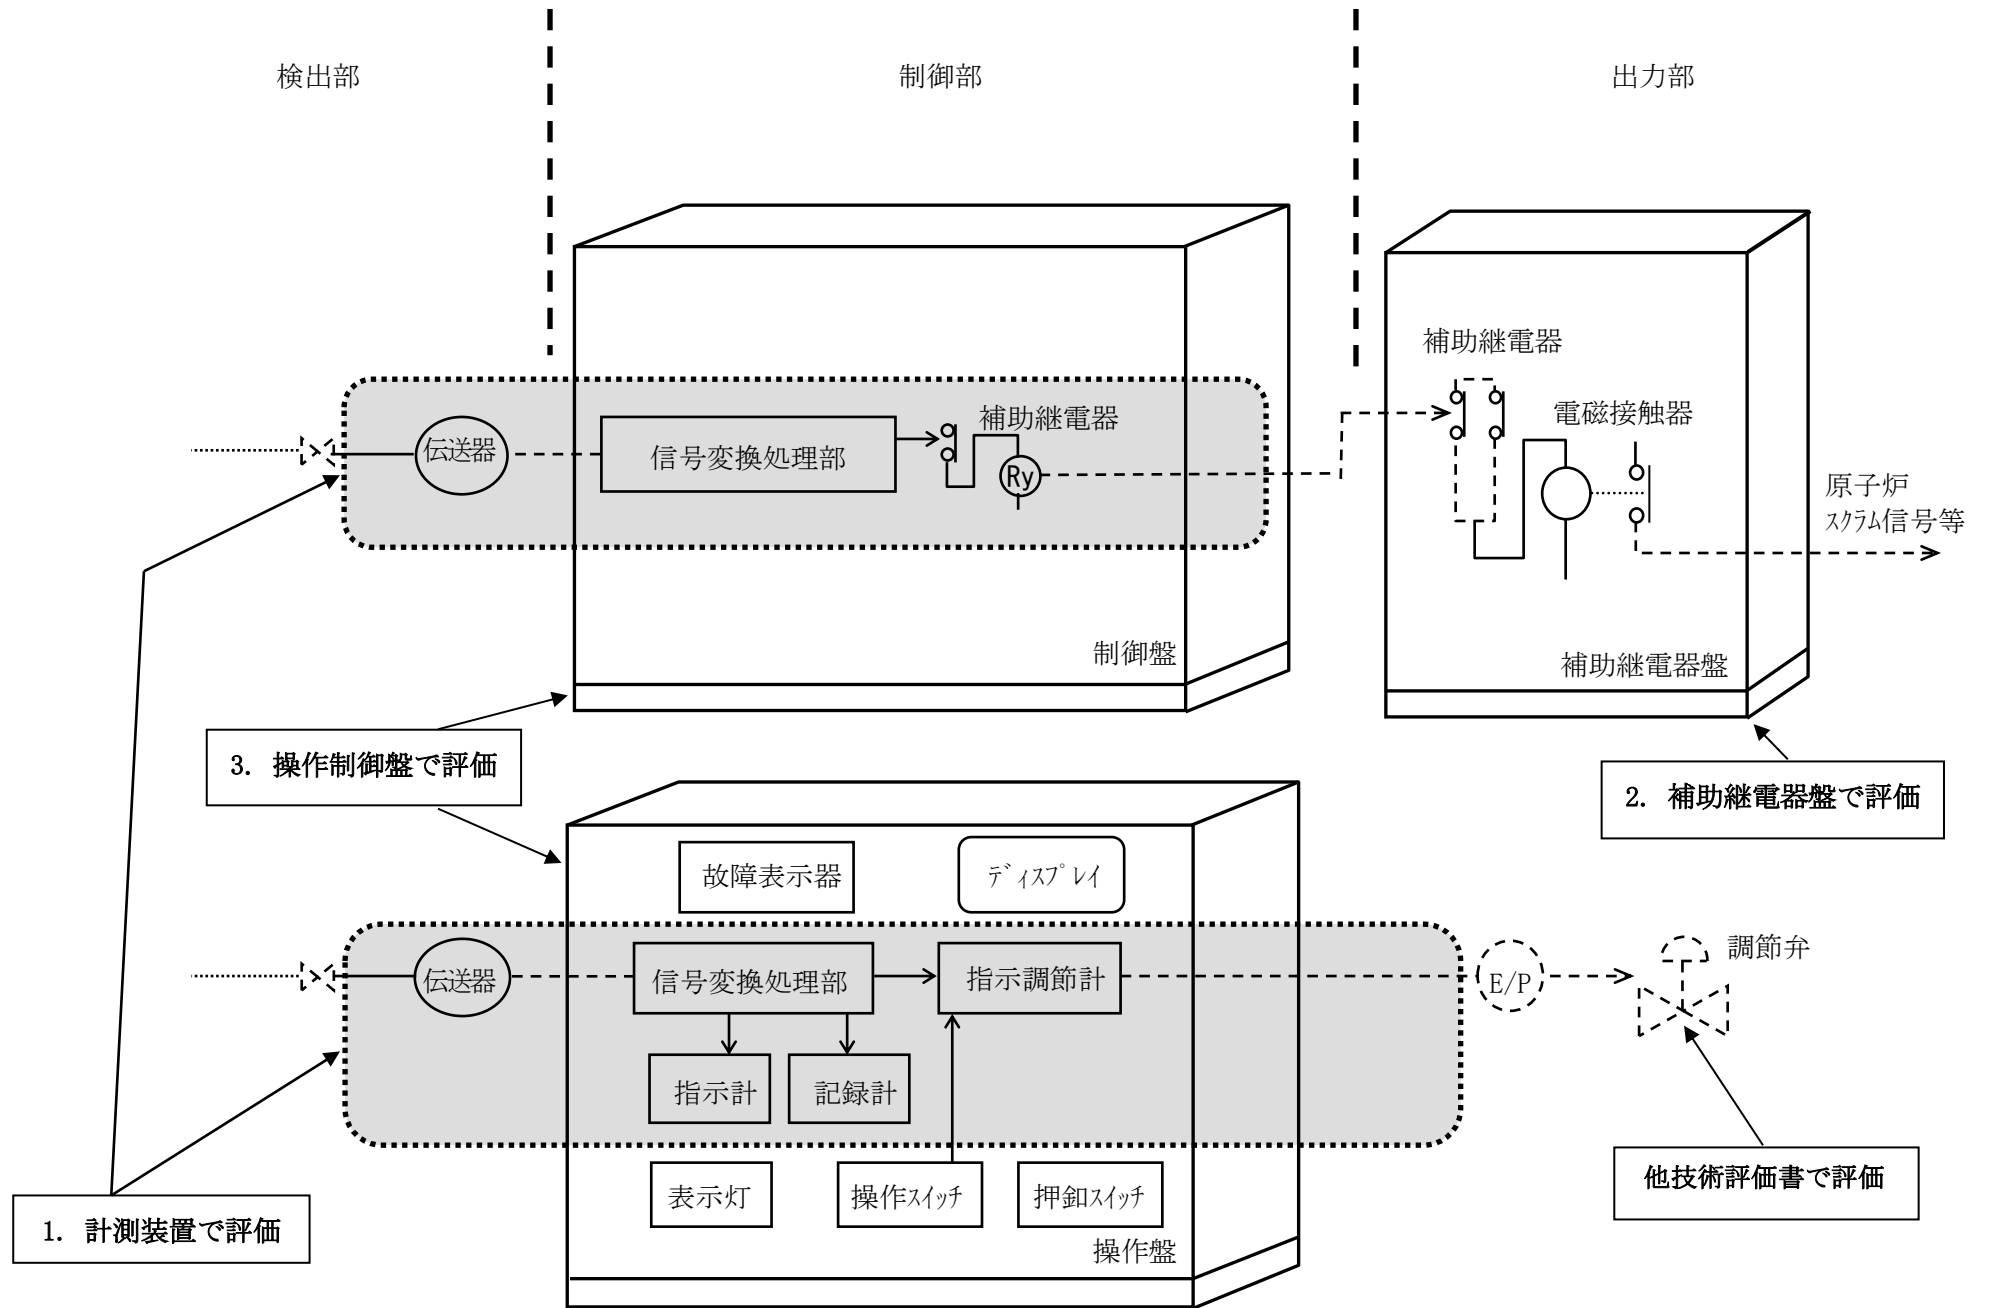 検出部
制御部
出力部
補助継電器
補助継電器
電磁接触器
伝送器
信号変換処理部
Ry
原子炉
ｽｸﾗﾑ信号等
制御盤
補助継電器盤
3. 操作制御盤で評価
2. 補助継電器盤で評価
故障表示器
ﾃﾞｨｽﾌﾟﾚｲ
伝送器
信号変換処理部
指示調節計
E/P
調節弁
指示計
記録計
表示灯
操作ｽｲｯﾁ
押釦ｽｲｯﾁ
他技術評価書で評価
1. 計測装置で評価
操作盤